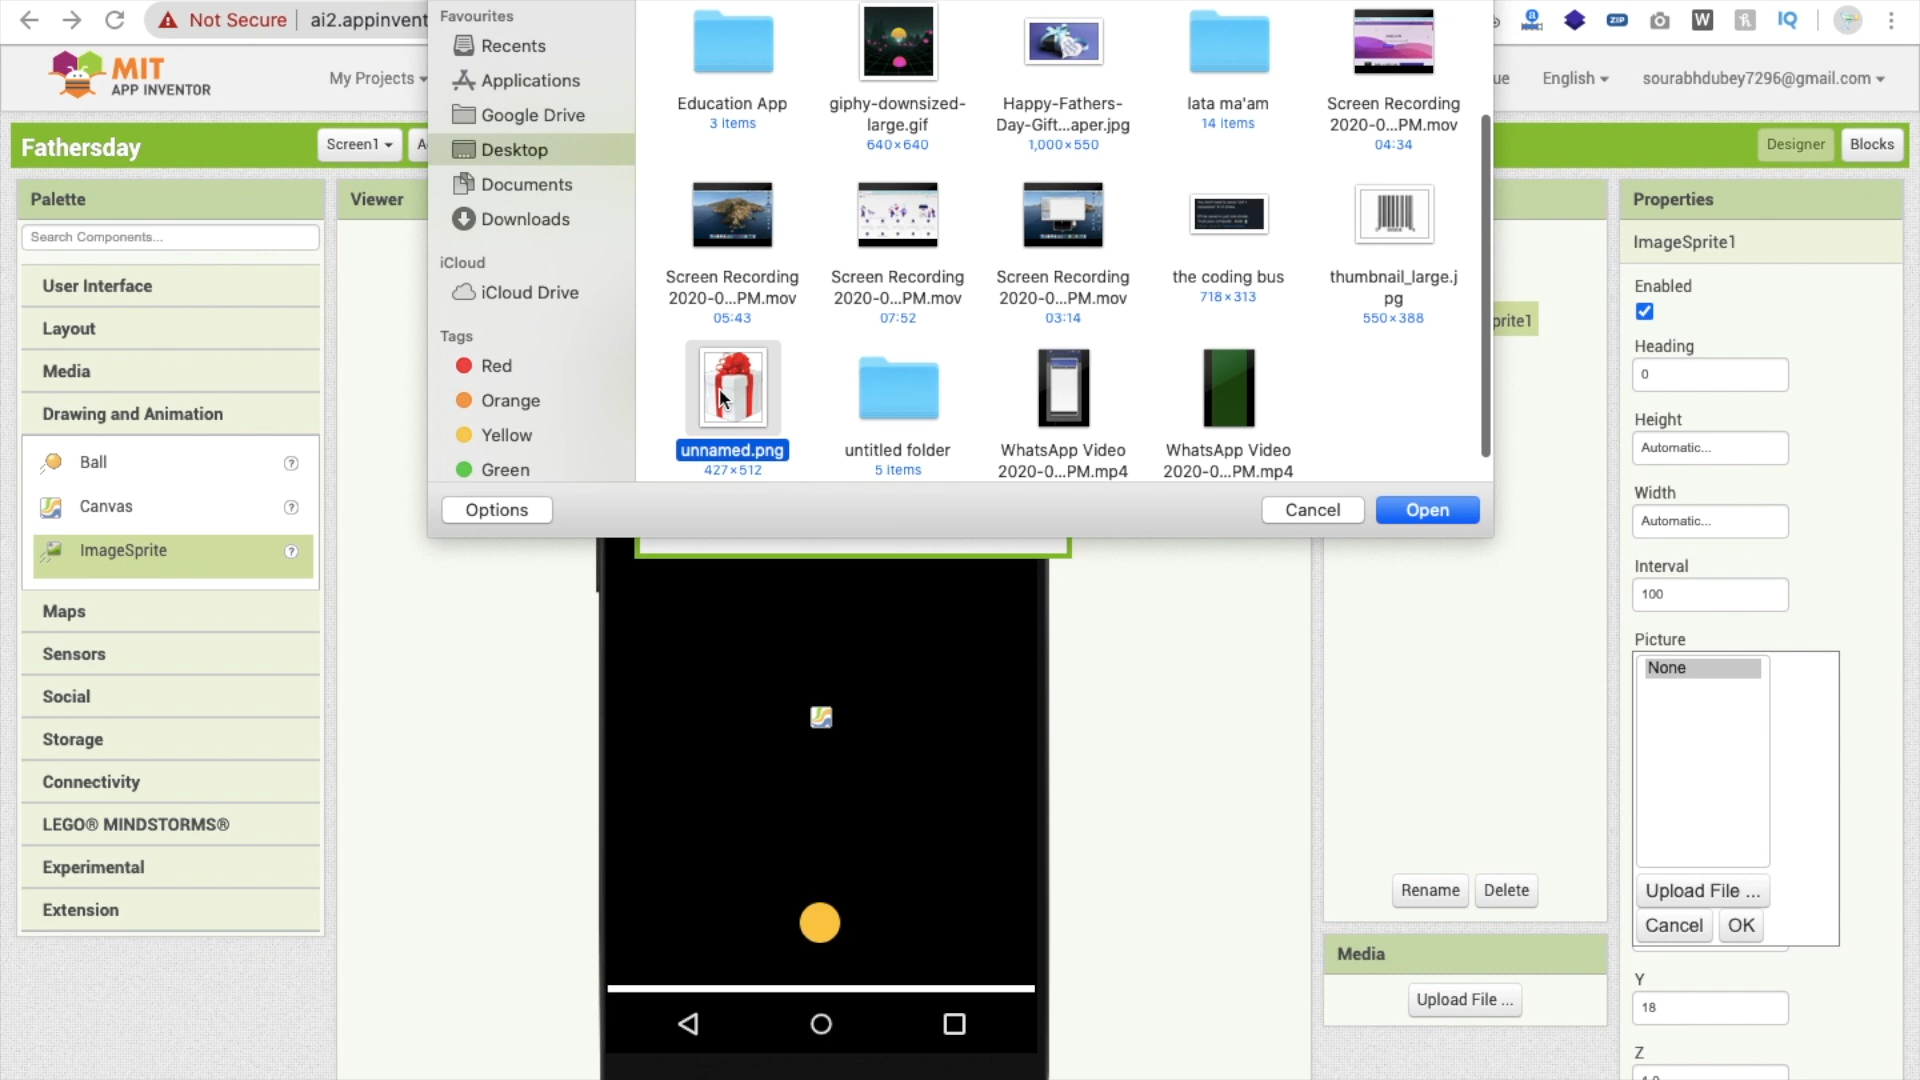 Not Secure
ai2.appinvent
Favourites
Recents
Applications
Google Drive
Desktop
Documents
Downloads
iCloud
iCloud Drive
Tags
Red
Orange
Yellow
Green
Education App
3 items
giphy-downsized-
large.gif
640×640
Happy-Fathers-
Day-Gift...aper.jpg
1,000×550
lata ma'am
14 items
Screen Recording
2020-0...PM.mov
04:34
Screen Recording
2020-0...PM.mov
05:43
Screen Recording
2020-0...PM.mov
07:52
Screen Recording
2020-0...PM.mov
03:14
the coding bus
718×313
thumbnail_large.j
pg
550×388
unnamed.png
427×512
untitled folder
5 items
WhatsApp Video
2020-0...PM.mp4
WhatsApp Video
2020-0...PM.mp4
Options
Cancel
Open
ZIP
W
IQ
MIT
APP INVENTOR
My Projects
ue
English
sourabhdubey7296@gmail.com
Fathersday
Screen1
A
Designer
Blocks
Palette
Search Components...
User Interface
Layout
Media
Drawing and Animation
Ball
?
Canvas
?
ImageSprite
?
Maps
Sensors
Social
Storage
Connectivity
LEGO® MINDSTORMS®
Experimental
Extension
Viewer
prite1
Rename
Delete
Media
Upload File ...
Properties
ImageSprite1
Enabled
Heading
0
Height
Automatic...
Width
Automatic...
Interval
100
Picture
None
Upload File ...
Cancel
OK
Y
18
Z